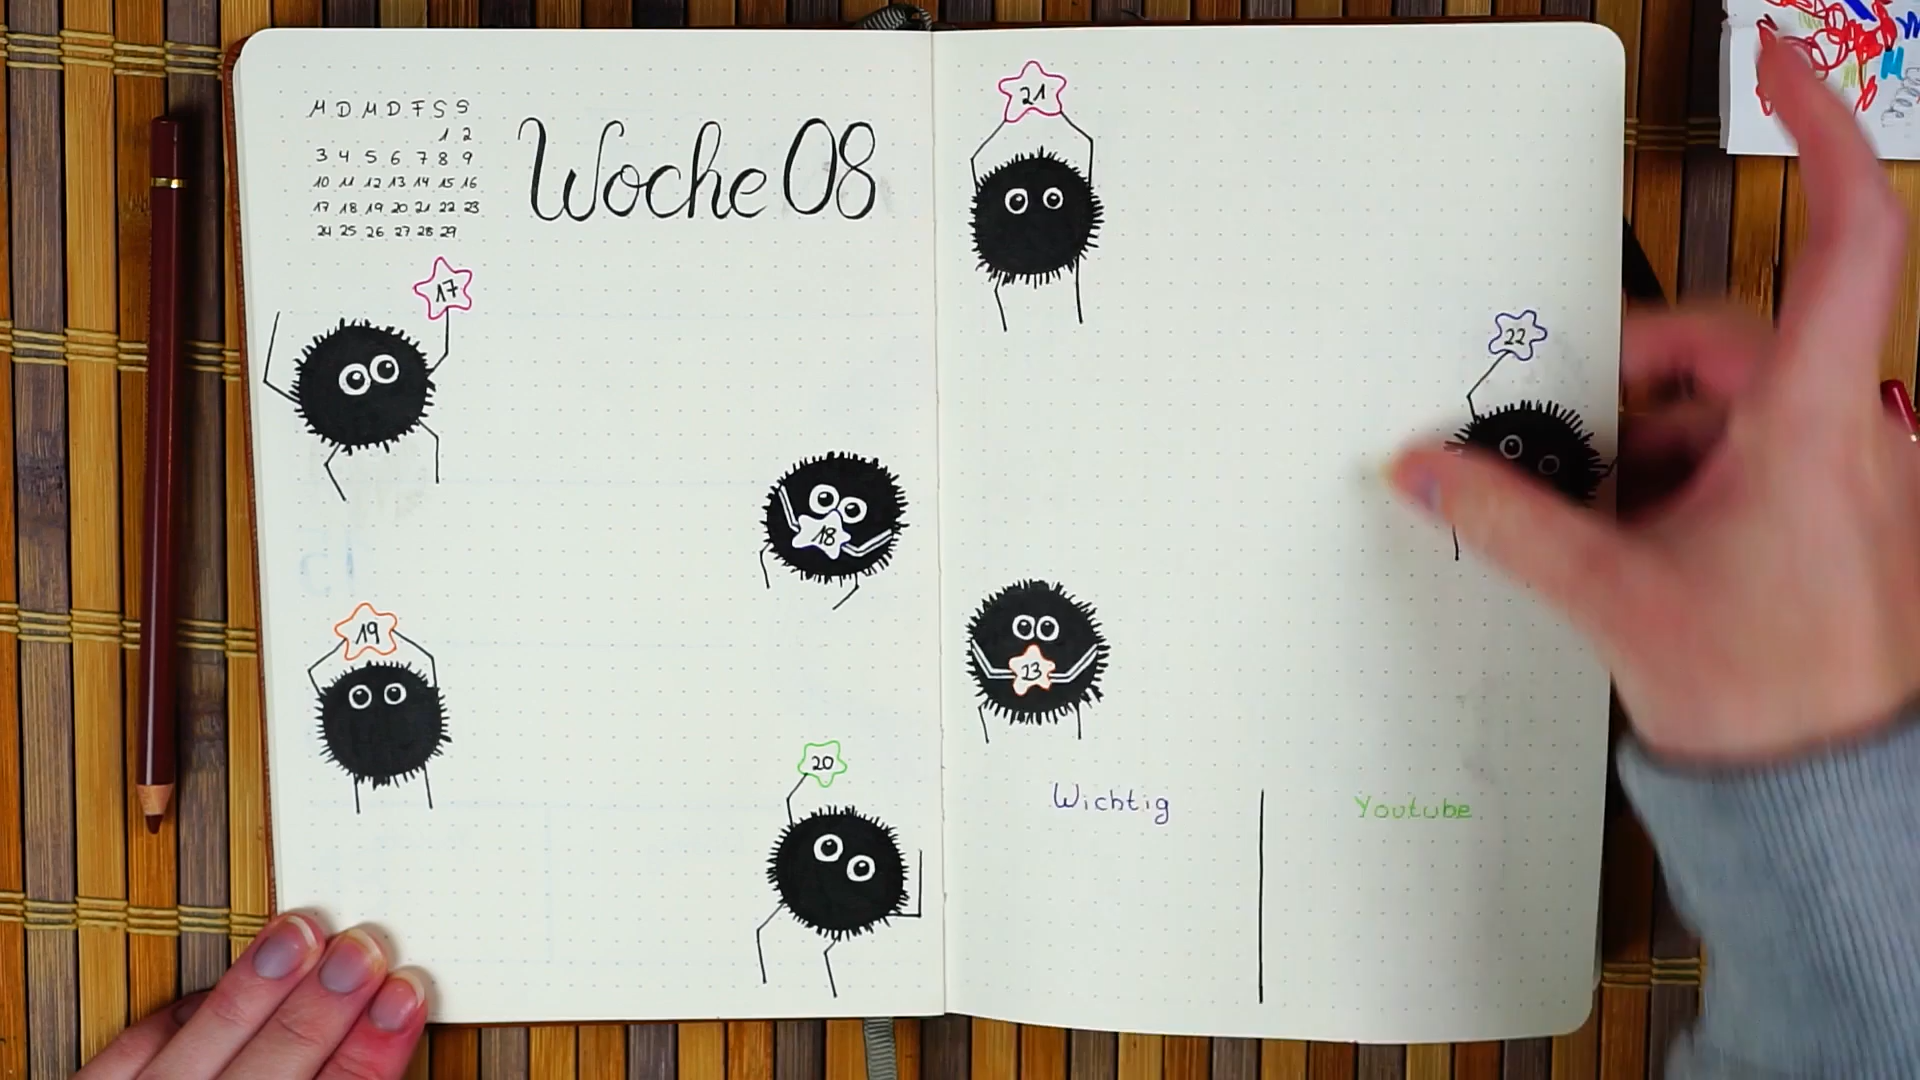 M D M D F S S
1 2
3 4 5 6 7 8 9
10 11 12 13 14 15 16
17 18 19 20 21 22 23
24 25 26 27 28 29
Woche 08
17
18
19
20
21
22
23
Wichtig
Youtube